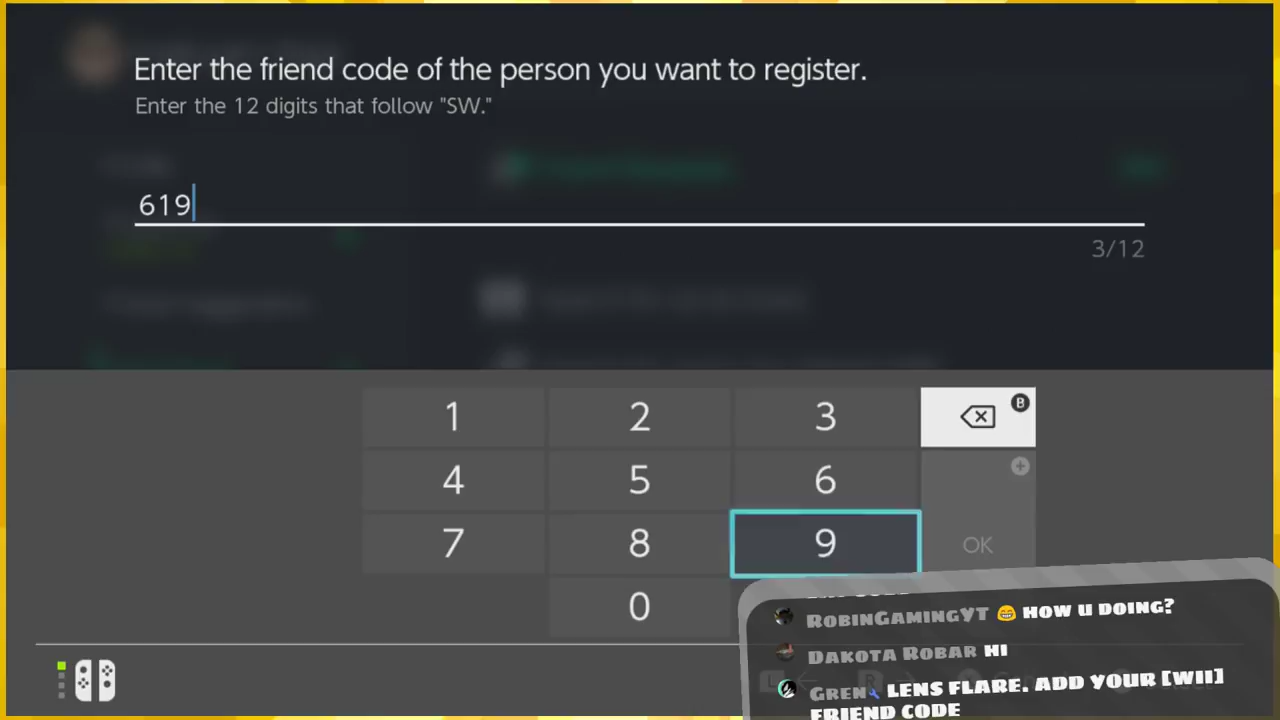 Enter the friend code of the person you want to register.
Enter the 12 digits that follow "SW."
619
3/12
1 2 3 B
4 5 6
7 8 9 OK
0
RobinGamingYT 😂 HOW U DOING?
Dakota Robar HI
Gren🔧 LENS FLARE. ADD YOUR [WII]
FRIEND CODE